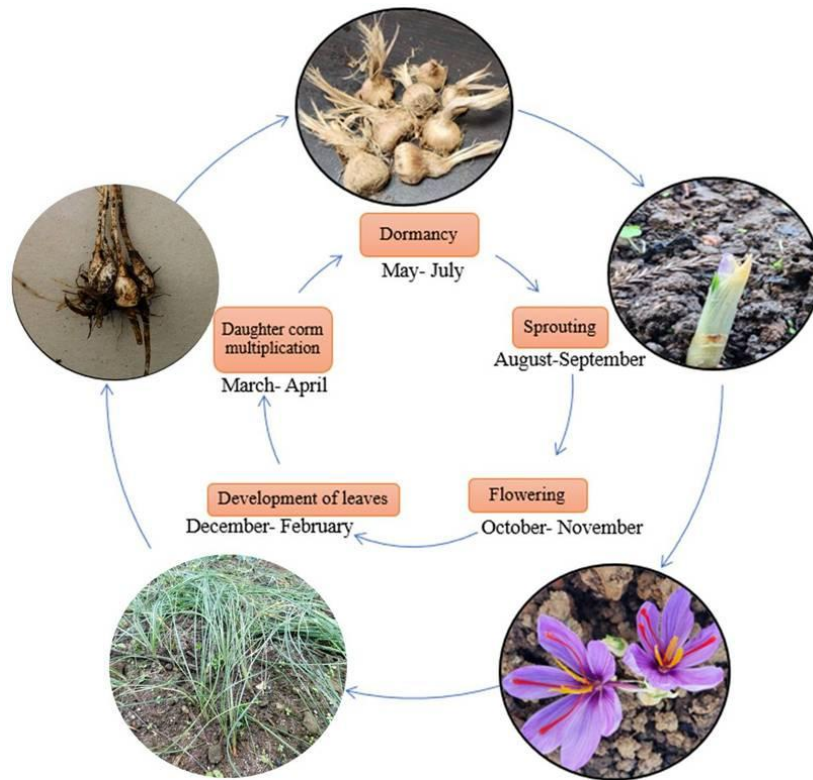 Dormancy
May- July
Sprouting
August-September
Flowering
October- November
Development of leaves
December- February
Daughter corm
multiplication
March- April